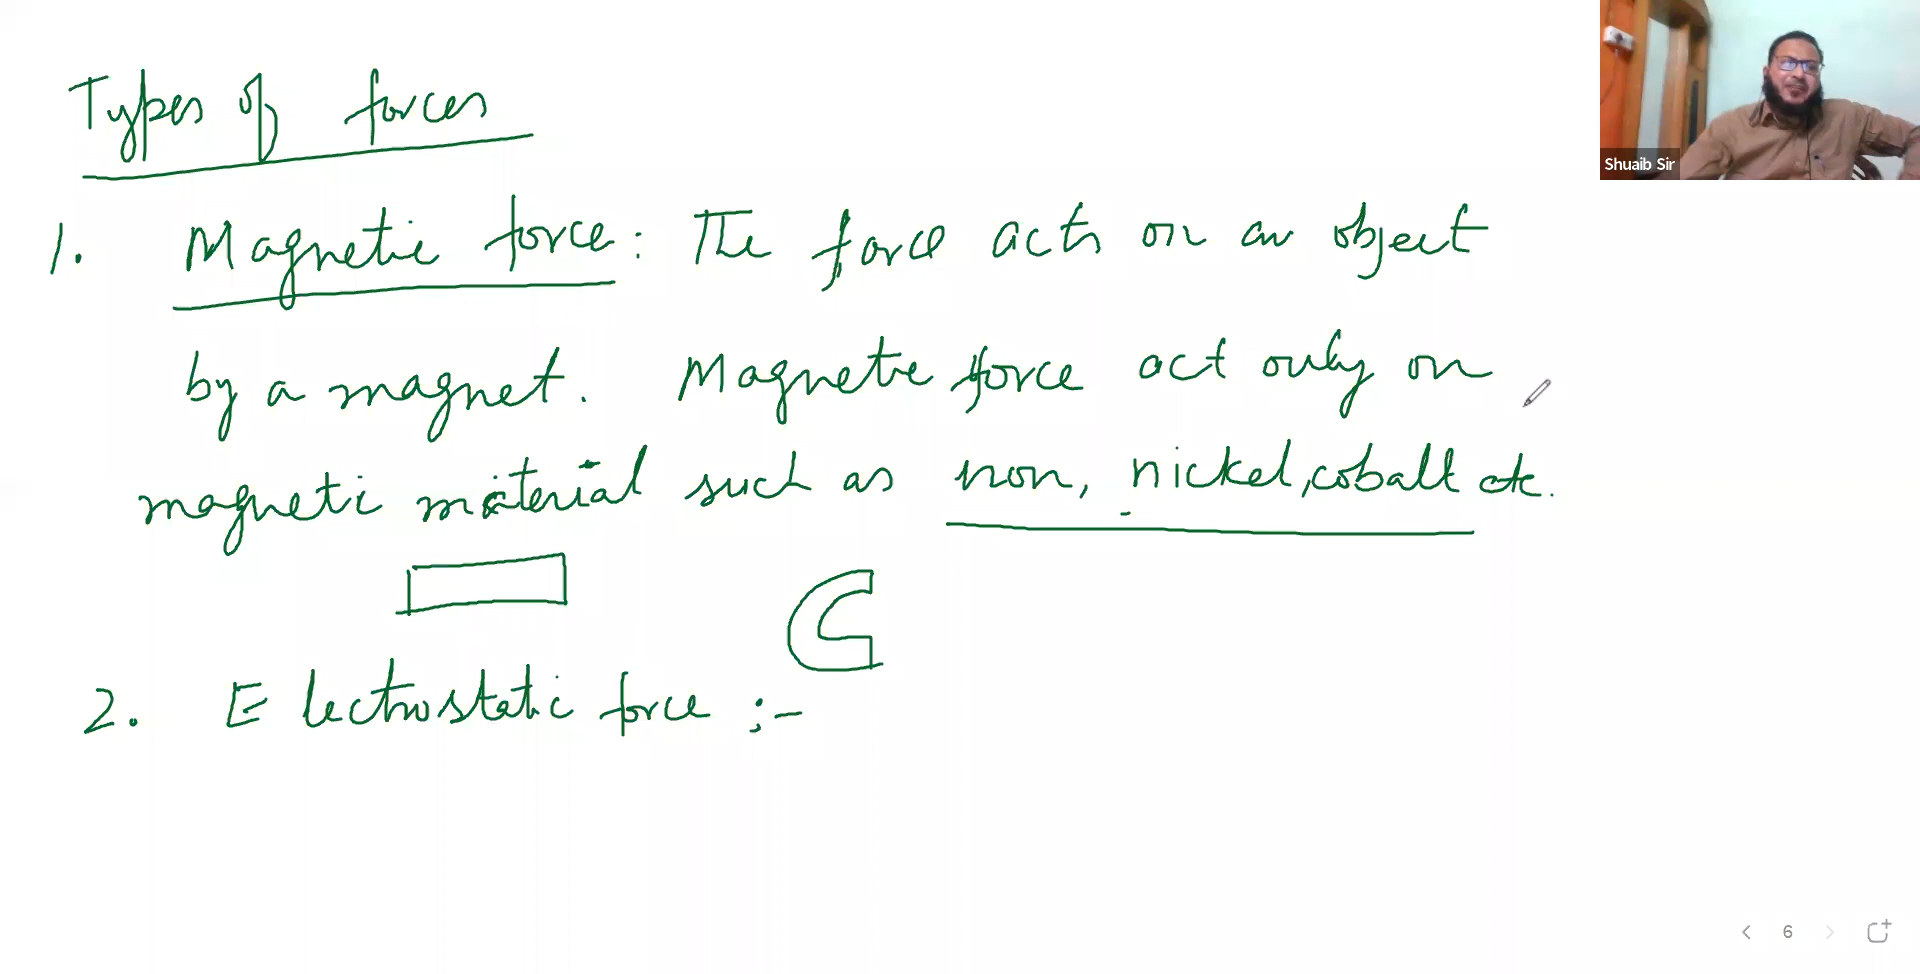 Types of forces
1. Magnetic force: The force acts on an object
by a magnet. Magnetic force act only on
magnetic material such as iron, nickel, cobalt etc.
2. Electrostatic force :-
Shuaib Sir
6